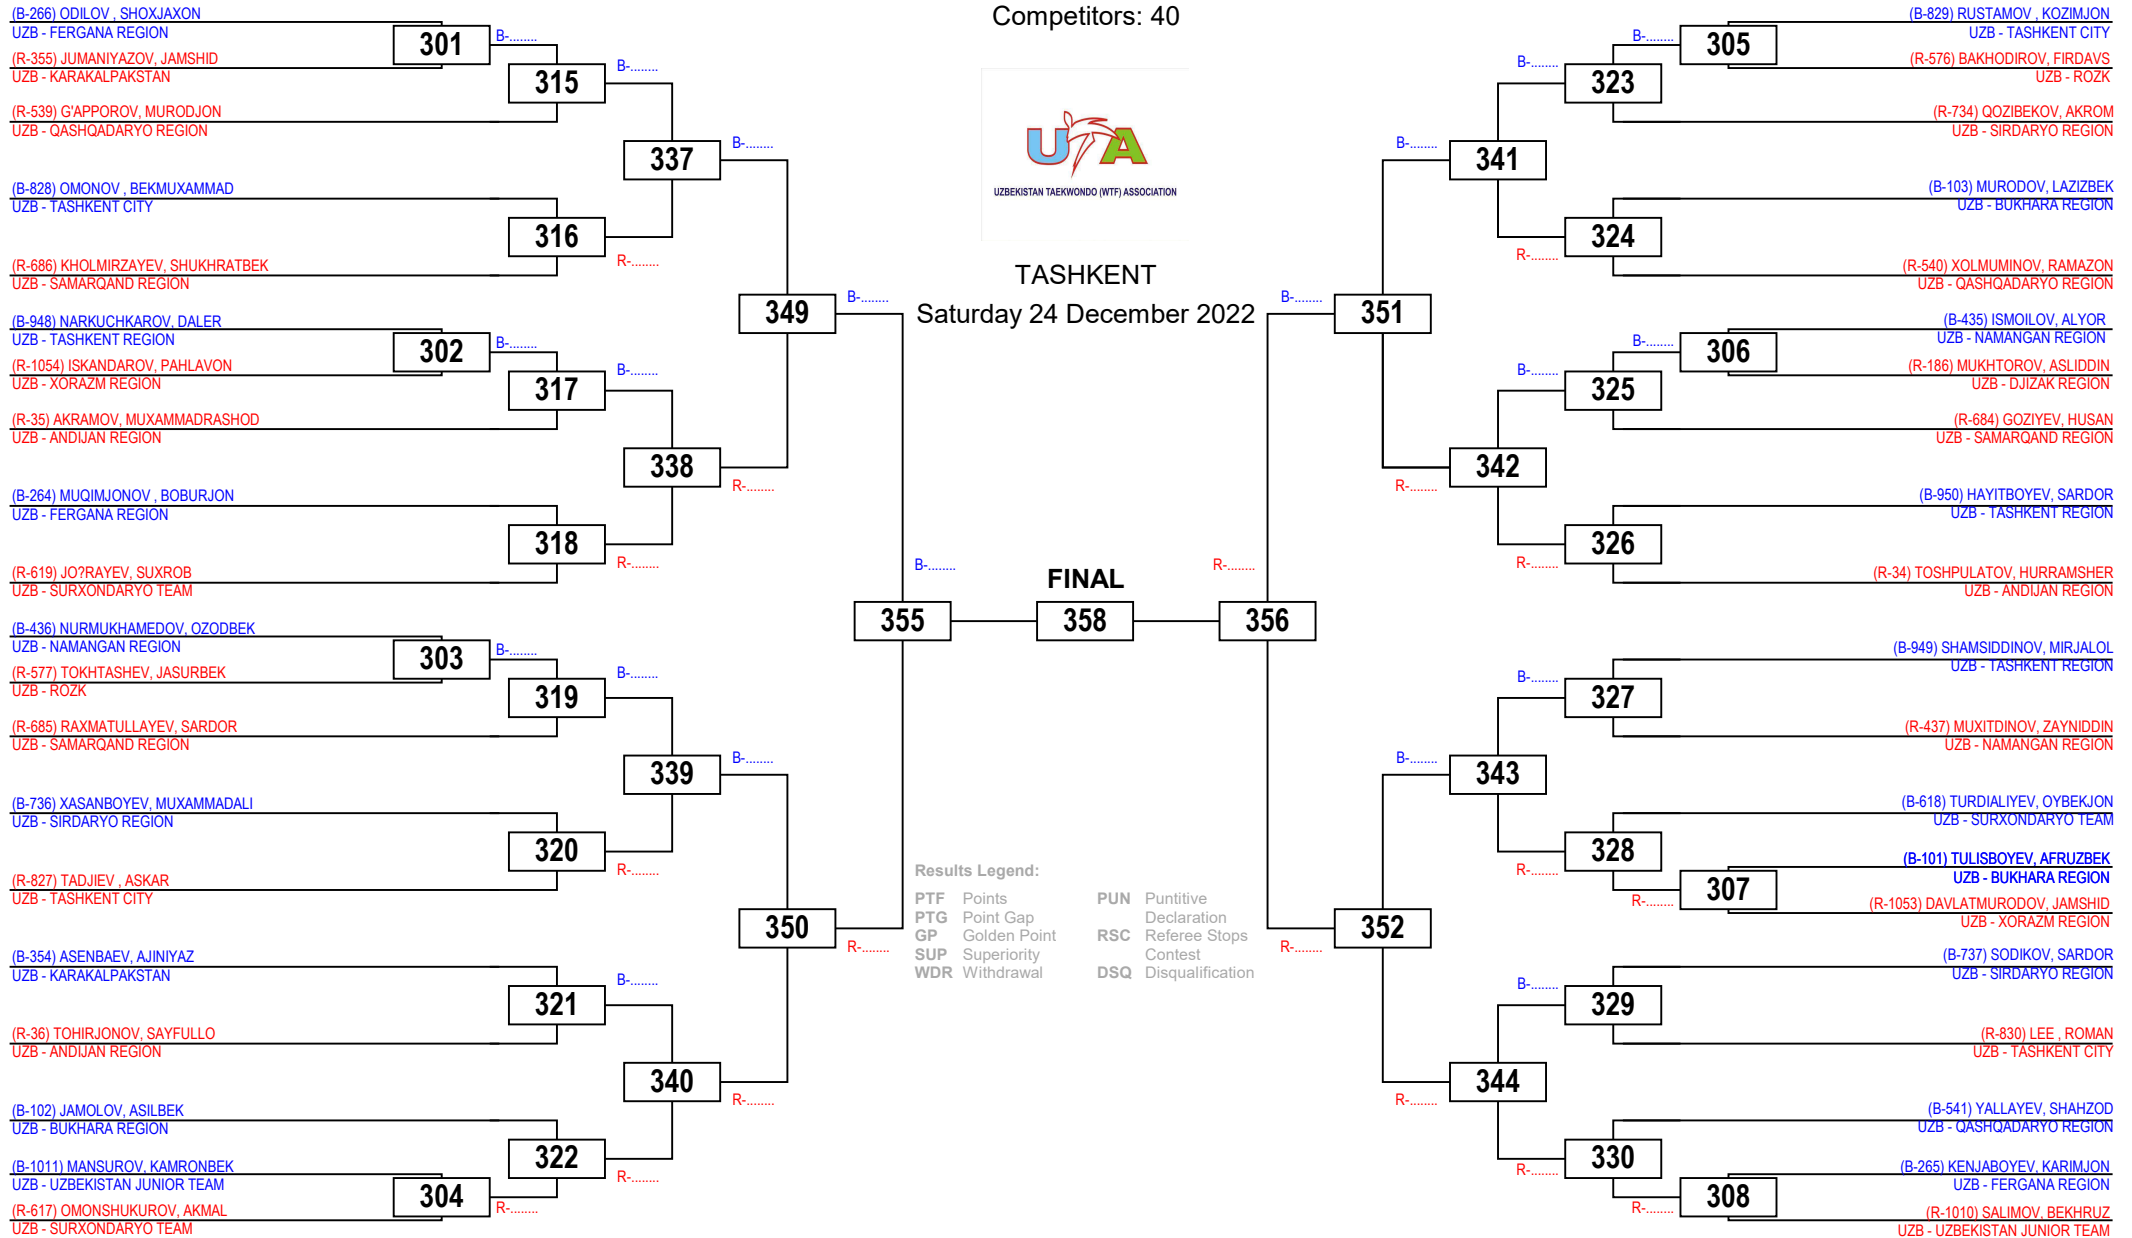 Competitors: 40
UTA
UZBEKISTAN TAEKWONDO (WTF) ASSOCIATION
TASHKENT
Saturday 24 December 2022
(B-266) ODILOV , SHOXJAXON
UZB - FERGANA REGION
301
B-........
(R-355) JUMANIYAZOV, JAMSHID
UZB - KARAKALPAKSTAN
315
B-........
(R-539) G'APPOROV, MURODJON
UZB - QASHQADARYO REGION
337
B-........
(B-828) OMONOV , BEKMUXAMMAD
UZB - TASHKENT CITY
316
R-........
(R-686) KHOLMIRZAYEV, SHUKHRATBEK
UZB - SAMARQAND REGION
349
B-........
(B-948) NARKUCHKAROV, DALER
UZB - TASHKENT REGION
302
B-........
(R-1054) ISKANDAROV, PAHLAVON
UZB - XORAZM REGION
317
B-........
(R-35) AKRAMOV, MUXAMMADRASHOD
UZB - ANDIJAN REGION
338
R-........
(B-264) MUQIMJONOV , BOBURJON
UZB - FERGANA REGION
318
R-........
(R-619) JO?RAYEV, SUXROB
UZB - SURXONDARYO TEAM
B-........
355
(B-436) NURMUKHAMEDOV, OZODBEK
UZB - NAMANGAN REGION
303
B-........
(R-577) TOKHTASHEV, JASURBEK
UZB - ROZK
319
B-........
(R-685) RAXMATULLAYEV, SARDOR
UZB - SAMARQAND REGION
339
B-........
(B-736) XASANBOYEV, MUXAMMADALI
UZB - SIRDARYO REGION
320
R-........
(R-827) TADJIEV , ASKAR
UZB - TASHKENT CITY
350
R-........
(B-354) ASENBAEV, AJINIYAZ
UZB - KARAKALPAKSTAN
321
B-........
(R-36) TOHIRJONOV, SAYFULLO
UZB - ANDIJAN REGION
340
R-........
(B-102) JAMOLOV, ASILBEK
UZB - BUKHARA REGION
322
R-........
(B-1011) MANSUROV, KAMRONBEK
UZB - UZBEKISTAN JUNIOR TEAM
304
R-........
(R-617) OMONSHUKUROV, AKMAL
UZB - SURXONDARYO TEAM
FINAL
358
Results Legend:
PTF Points
PTG Point Gap
GP Golden Point
SUP Superiority
WDR Withdrawal
PUN Puntitive
Declaration
RSC Referee Stops
Contest
DSQ Disqualification
(B-829) RUSTAMOV , KOZIMJON
UZB - TASHKENT CITY
B-........
305
(R-576) BAKHODIROV, FIRDAVS
UZB - ROZK
B-........
323
(R-734) QOZIBEKOV, AKROM
UZB - SIRDARYO REGION
B-........
341
(B-103) MURODOV, LAZIZBEK
UZB - BUKHARA REGION
R-........
324
(R-540) XOLMUMINOV, RAMAZON
UZB - QASHQADARYO REGION
B-........
351
(B-435) ISMOILOV, ALYOR
UZB - NAMANGAN REGION
B-........
306
(R-186) MUKHTOROV, ASLIDDIN
UZB - DJIZAK REGION
B-........
325
(R-684) GOZIYEV, HUSAN
UZB - SAMARQAND REGION
R-........
342
(B-950) HAYITBOYEV, SARDOR
UZB - TASHKENT REGION
R-........
326
(R-34) TOSHPULATOV, HURRAMSHER
UZB - ANDIJAN REGION
R-........
356
(B-949) SHAMSIDDINOV, MIRJALOL
UZB - TASHKENT REGION
B-........
327
(R-437) MUXITDINOV, ZAYNIDDIN
UZB - NAMANGAN REGION
B-........
343
(B-618) TURDIALIYEV, OYBEKJON
UZB - SURXONDARYO TEAM
R-........
328
(B-101) TULISBOYEV, AFRUZBEK
UZB - BUKHARA REGION
R-........
307
(R-1053) DAVLATMURODOV, JAMSHID
UZB - XORAZM REGION
R-........
352
(B-737) SODIKOV, SARDOR
UZB - SIRDARYO REGION
B-........
329
(R-830) LEE , ROMAN
UZB - TASHKENT CITY
R-........
344
(B-541) YALLAYEV, SHAHZOD
UZB - QASHQADARYO REGION
R-........
330
(B-265) KENJABOYEV, KARIMJON
UZB - FERGANA REGION
R-........
308
(R-1010) SALIMOV, BEKHRUZ
UZB - UZBEKISTAN JUNIOR TEAM